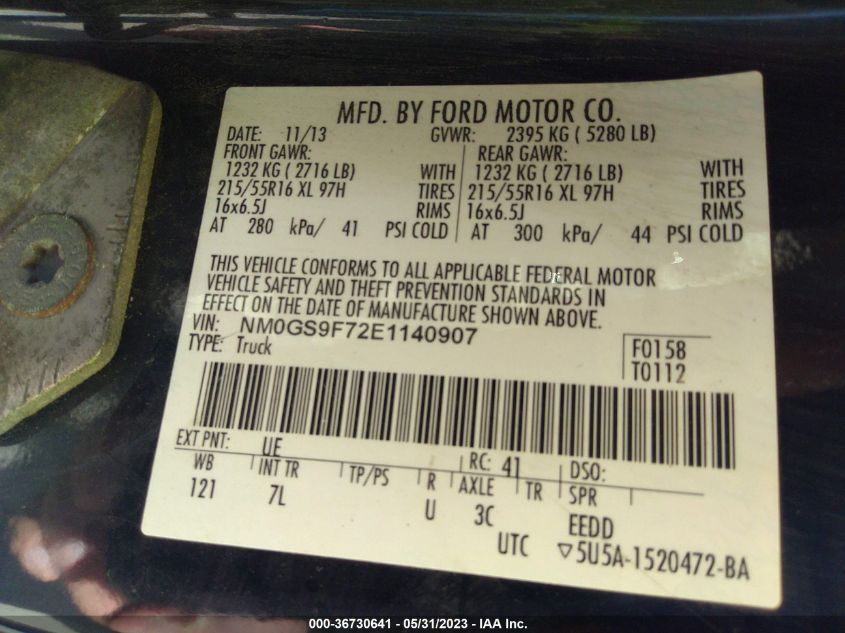 MFD. BY FORD MOTOR CO.
DATE: 11/13 GVWR: 2395 KG ( 5280 LB)
FRONT GAWR: REAR GAWR:
1232 KG ( 2716 LB) WITH 1232 KG ( 2716 LB) WITH
215/55R16 XL 97H TIRES 215/55R16 XL 97H TIRES
16x6.5J RIMS 16x6.5J RIMS
AT 280 kPa/ 41 PSI COLD AT 300 kPa/ 44 PSI COLD
THIS VEHICLE CONFORMS TO ALL APPLICABLE FEDERAL MOTOR
VEHICLE SAFETY AND THEFT PREVENTION STANDARDS IN
EFFECT ON THE DATE OF MANUFACTURE SHOWN ABOVE.
VIN: NM0GS9F72E1140907
TYPE: Truck
F0158
T0112
EXT PNT: UE RC: 41 DSO:
WB INT TR TP/PS R AXLE TR SPR
121 7L U 3C EEDD
UTC ▽5U5A-1520472-BA
000-36730641 - 05/31/2023 - IAA Inc.